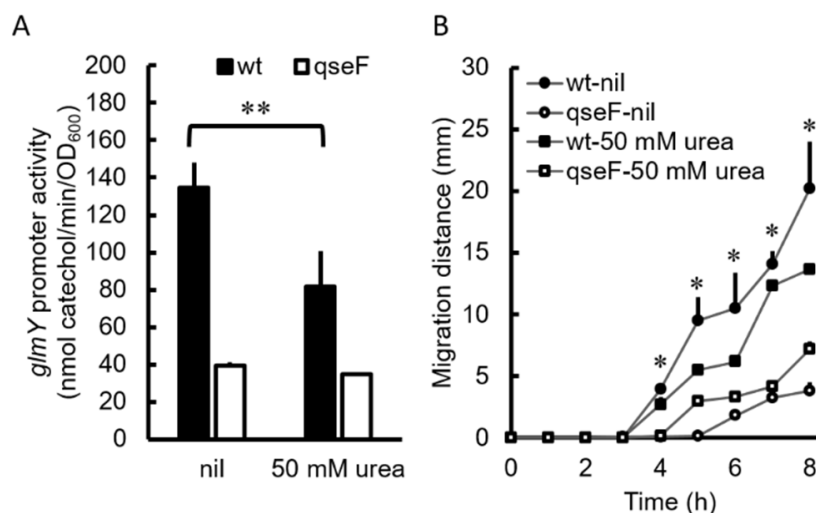 A
glmY promoter activity
(nmol catechol/min/OD600)
200
180
160
140
120
100
80
60
40
20
0
wt qseF
**
nil 50 mM urea
B
Migration distance (mm)
30
25
20
15
10
5
0
wt-nil
qseF-nil
wt-50 mM urea
qseF-50 mM urea
*
*
*
*
*
0 2 4 6 8
Time (h)